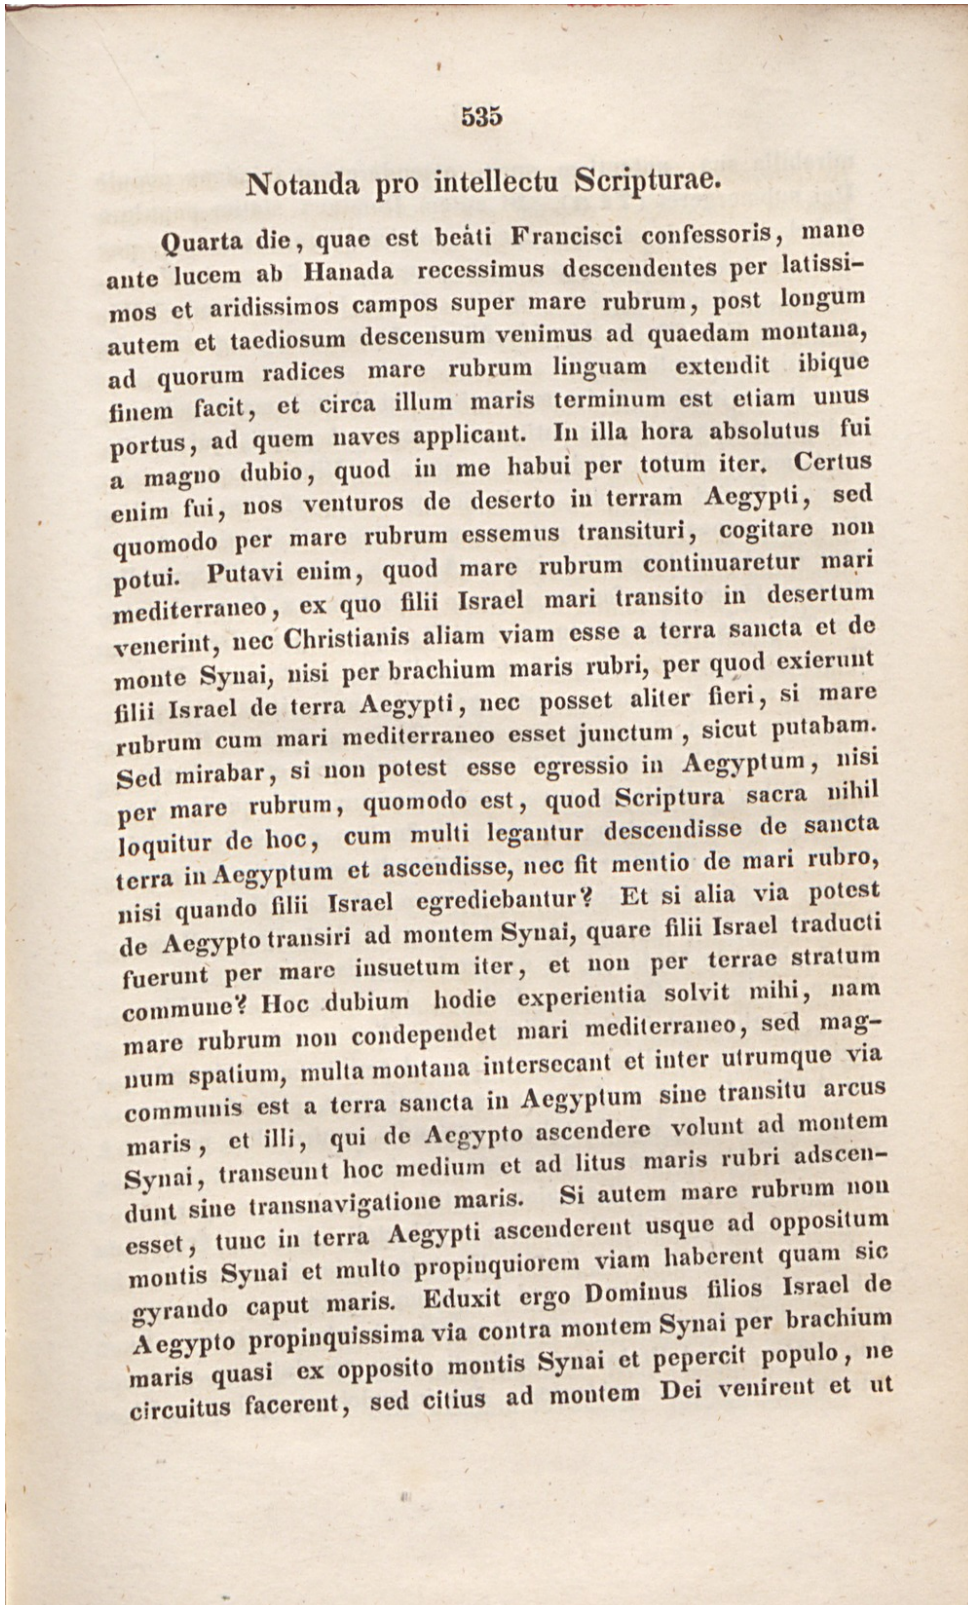 535
Notanda pro intellectu Scripturae.
Quarta die, quae est beati Francisci confessoris, mane
ante lucem ab Hanada recessimus descendentes per latissi-
mos et aridissimos campos super mare rubrum, post longum
autem et taediosum descensum venimus ad quaedam montana,
ad quorum radices mare rubrum linguam extendit ibique
finem facit, et circa illum maris terminum est etiam unus
portus, ad quem naves applicant. In illa hora absolutus fui
a magno dubio, quod in me habui per totum iter. Certus
enim fui, nos venturos de deserto in terram Aegypti, sed
quomodo per mare rubrum essemus transituri, cogitare non
potui. Putavi enim, quod mare rubrum continuaretur mari
mediterraneo, ex quo filii Israel mari transito in desertum
venerint, nec Christianis aliam viam esse a terra sancta et de
monte Synai, nisi per brachium maris rubri, per quod exierunt
filii Israel de terra Aegypti, nec posset aliter fieri, si mare
rubrum cum mari mediterraneo esset junctum, sicut putabam.
Sed mirabar, si non potest esse egressio in Aegyptum, nisi
per mare rubrum, quomodo est, quod Scriptura sacra nihil
loquitur de hoc, cum multi legantur descendisse de sancta
terra in Aegyptum et ascendisse, nec fit mentio de mari rubro,
nisi quando filii Israel egrediebantur? Et si alia via potest
de Aegypto transiri ad montem Synai, quare filii Israel traducti
fuerunt per mare insuetum iter, et non per terrae stratum
commune? Hoc dubium hodie experientia solvit mihi, nam
mare rubrum non condependet mari mediterraneo, sed mag-
num spatium, multa montana intersecant et inter utrumque via
communis est a terra sancta in Aegyptum sine transitu arcus
maris, et illi, qui de Aegypto ascendere volunt ad montem
Synai, transeunt hoc medium et ad litus maris rubri adscen-
dunt sine transnavigatione maris. Si autem mare rubrum non
esset, tunc in terra Aegypti ascenderent usque ad oppositum
montis Synai et multo propinquiorem viam haberent quam sic
gyrando caput maris. Eduxit ergo Dominus filios Israel de
Aegypto propinquissima via contra montem Synai per brachium
maris quasi ex opposito montis Synai et pepercit populo, ne
circuitus facerent, sed citius ad montem Dei venirent et ut